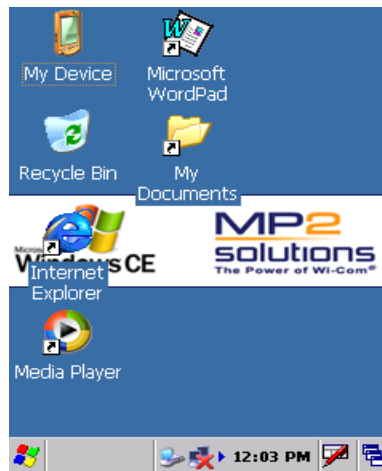 My Device
Microsoft
WordPad
Recycle Bin
My
Documents
MP2
solutions
The Power of Wi-Com®
Micros
Windows CE
Internet
Explorer
Media Player
12:03 PM